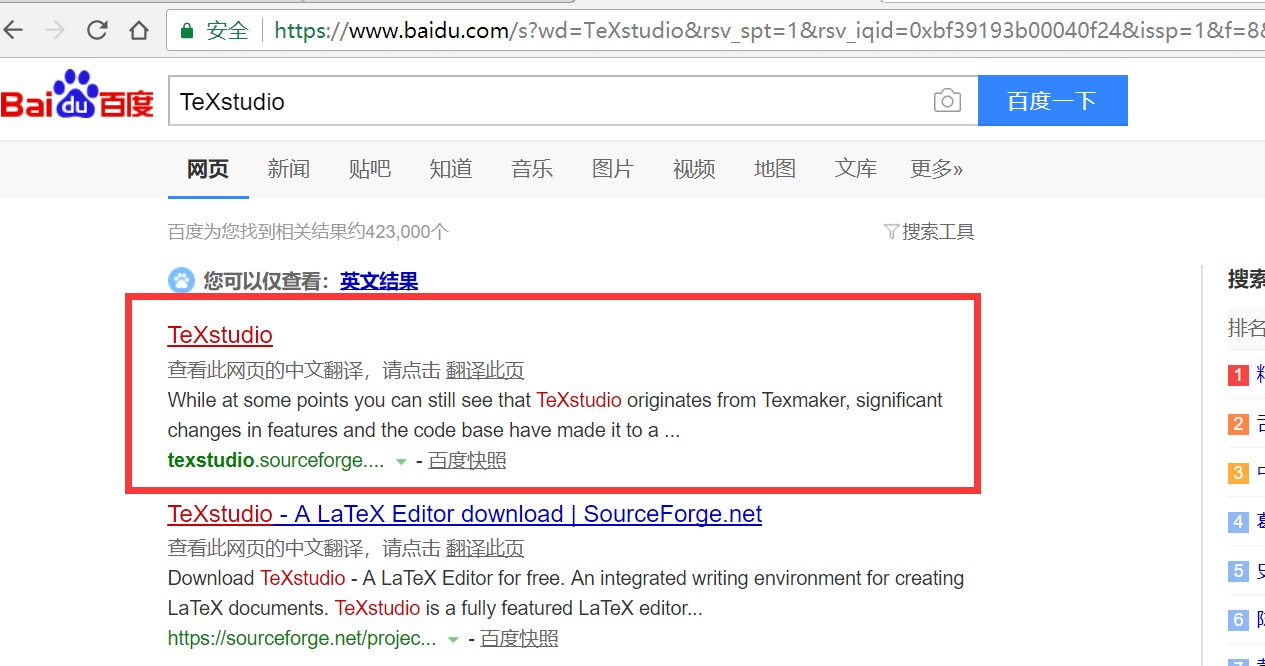 安全 https://www.baidu.com/s?wd=TeXstudio&rsv_spt=1&rsv_iqid=0xbf39193b00040f24&issp=1&f=8&
Bai du 百度 TeXstudio 百度一下
网页 新闻 贴吧 知道 音乐 图片 视频 地图 文库 更多»
百度为您找到相关结果约423,000个 搜索工具
您可以仅查看：英文结果
搜索
TeXstudio
排名
查看此网页的中文翻译，请点击 翻译此页
1
While at some points you can still see that TeXstudio originates from Texmaker, significant
changes in features and the code base have made it to a ...
2
texstudio.sourceforge.... - 百度快照
3
TeXstudio - A LaTeX Editor download | SourceForge.net
4
查看此网页的中文翻译，请点击 翻译此页
Download TeXstudio - A LaTeX Editor for free. An integrated writing environment for creating
5
LaTeX documents. TeXstudio is a fully featured LaTeX editor...
6
https://sourceforge.net/projec... - 百度快照